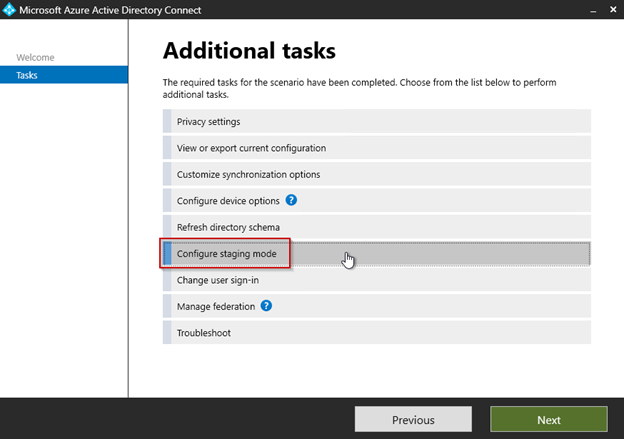 Microsoft Azure Active Directory Connect
Welcome
Tasks
Additional tasks
The required tasks for the scenario have been completed. Choose from the list below to perform
additional tasks.
Privacy settings
View or export current configuration
Customize synchronization options
Configure device options ?
Refresh directory schema
Configure staging mode
Change user sign-in
Manage federation ?
Troubleshoot
Previous
Next